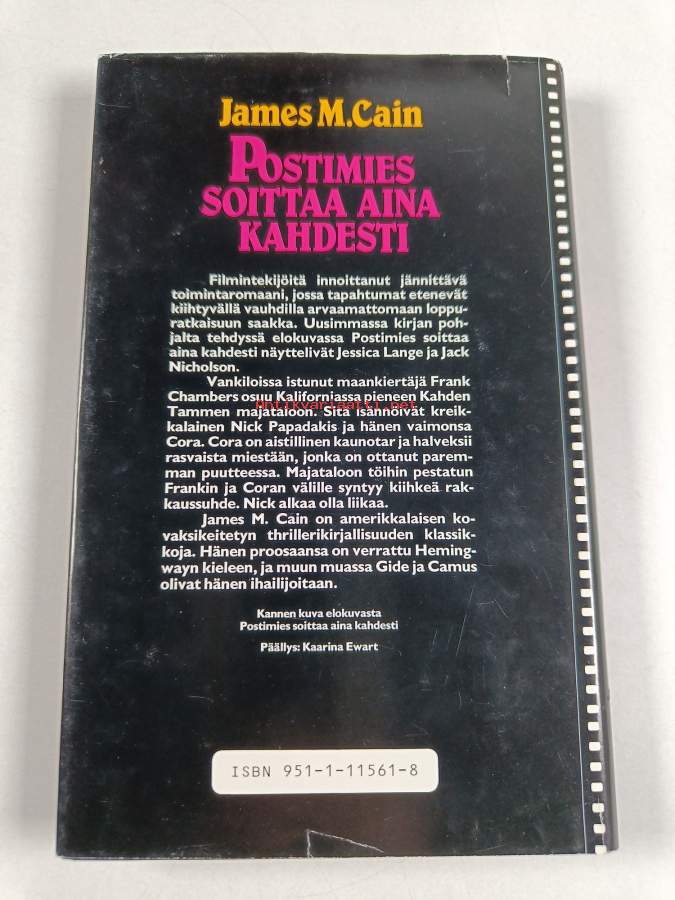 James M.Cain
POSTIMIES
SOITTAA AINA
KAHDESTI
Filmintekijöitä innoittanut jännittävä
toimintaromaani, jossa tapahtumat etenevät
kiihtyvällä vauhdilla arvaamattomaan loppu-
ratkaisuun saakka. Uusimmassa kirjan poh-
jalta tehdyssä elokuvassa Postimies soittaa
aina kahdesti näyttelivät Jessica Lange ja Jack
Nicholson.
Vankiloissa istunut maankiertäjä Frank
Chambers osuu Kaliforniassa pieneen Kahden
Antikvariaatti.net
Tammen majataloon. Sitä isännöivät kreik-
kalainen Nick Papadakis ja hänen vaimonsa
Cora. Cora on aistillinen kaunotar ja halveksii
rasvaista miestään, jonka on ottanut parem-
man puutteessa. Majataloon töihin pestatun
Frankin ja Coran välille syntyy kiihkeä rak-
kaussuhde. Nick alkaa olla liikaa.
James M. Cain on amerikkalaisen ko-
vaksikeitetyn thrillerikirjallisuuden klassik-
koja. Hänen proosaansa on verrattu Heming-
wayn kieleen, ja muun muassa Gide ja Camus
olivat hänen ihailijoitaan.
Kannen kuva elokuvasta
Postimies soittaa aina kahdesti
Päällys: Kaarina Ewart
ISBN 951-1-11561-8